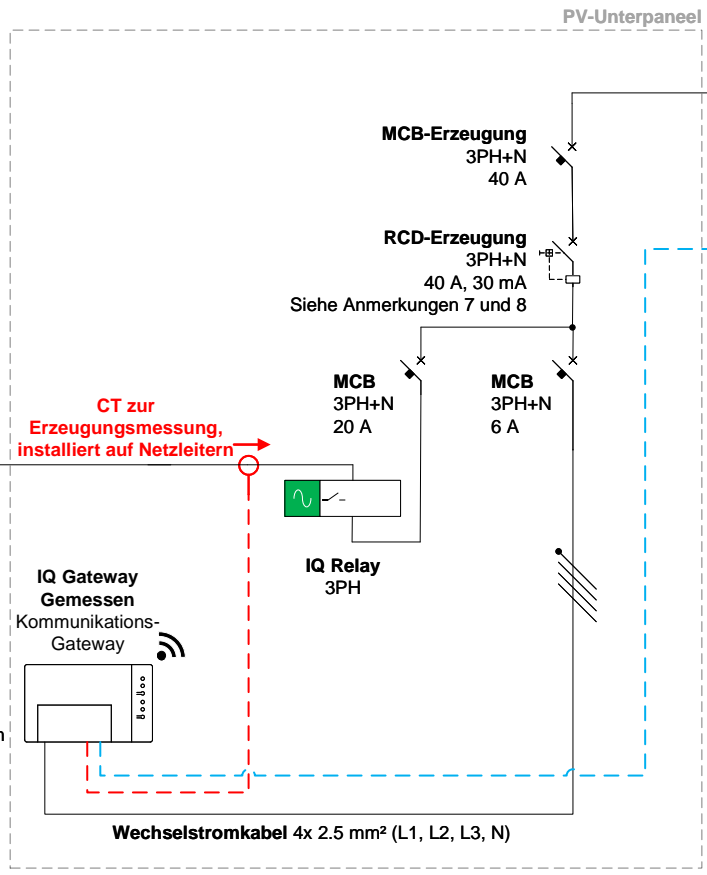 PV-Unterpaneel
MCB-Erzeugung
3PH+N
40 A
RCD-Erzeugung
3PH+N
40 A, 30 mA
Siehe Anmerkungen 7 und 8
MCB
3PH+N
20 A
MCB
3PH+N
6 A
CT zur
Erzeugungsmessung,
installiert auf Netzleitern
IQ Relay
3PH
IQ Gateway
Gemessen
Kommunikations-
Gateway
n
Wechselstromkabel 4x 2.5 mm² (L1, L2, L3, N)